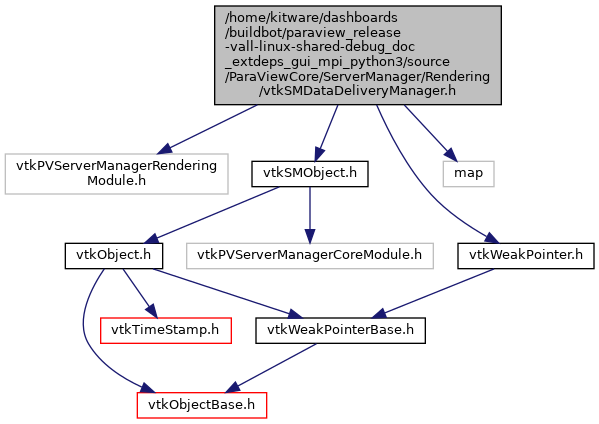 /home/kitware/dashboards
/buildbot/paraview_release
-vall-linux-shared-debug_doc
_extdeps_gui_mpi_python3/source
/ParaViewCore/ServerManager/Rendering
/vtkSMDataDeliveryManager.h
vtkPVServerManagerRendering
Module.h
vtkSMObject.h
map
vtkObject.h
vtkPVServerManagerCoreModule.h
vtkWeakPointer.h
vtkTimeStamp.h
vtkWeakPointerBase.h
vtkObjectBase.h